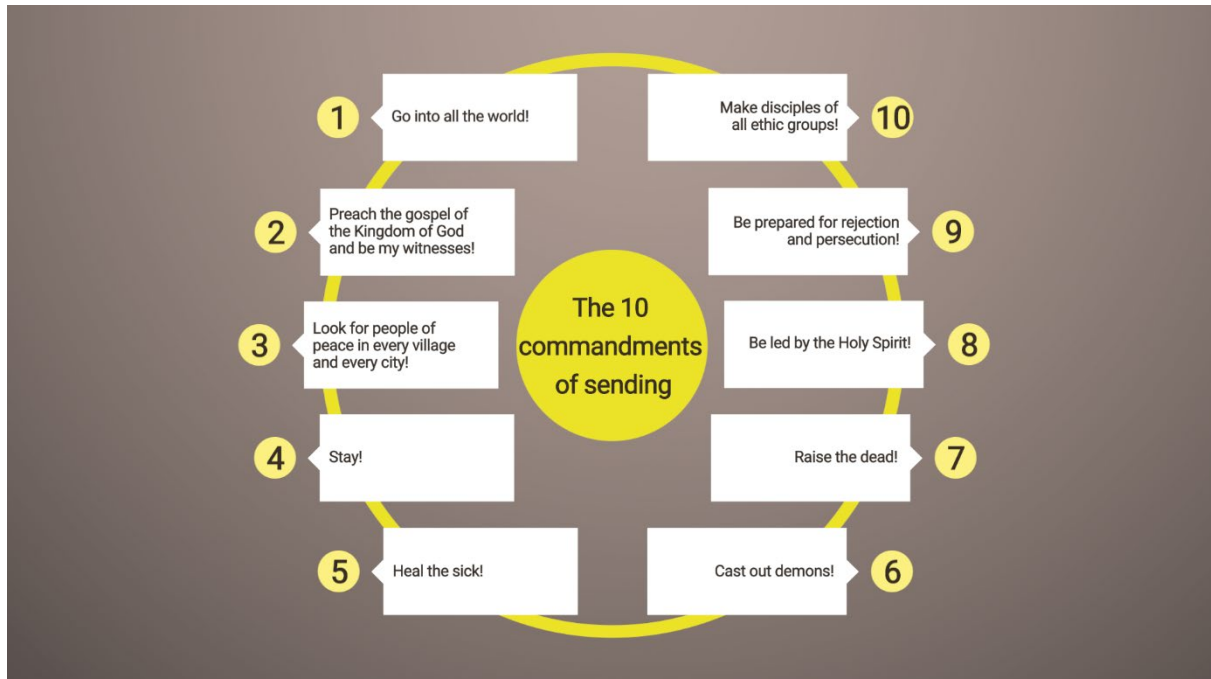 The 10
commandments
of sending
1
Go into all the world!
2
Preach the gospel of
the Kingdom of God
and be my witnesses!
3
Look for people of
peace in every village
and every city!
4
Stay!
5
Heal the sick!
6
Cast out demons!
7
Raise the dead!
8
Be led by the Holy Spirit!
9
Be prepared for rejection
and persecution!
10
Make disciples of
all ethic groups!